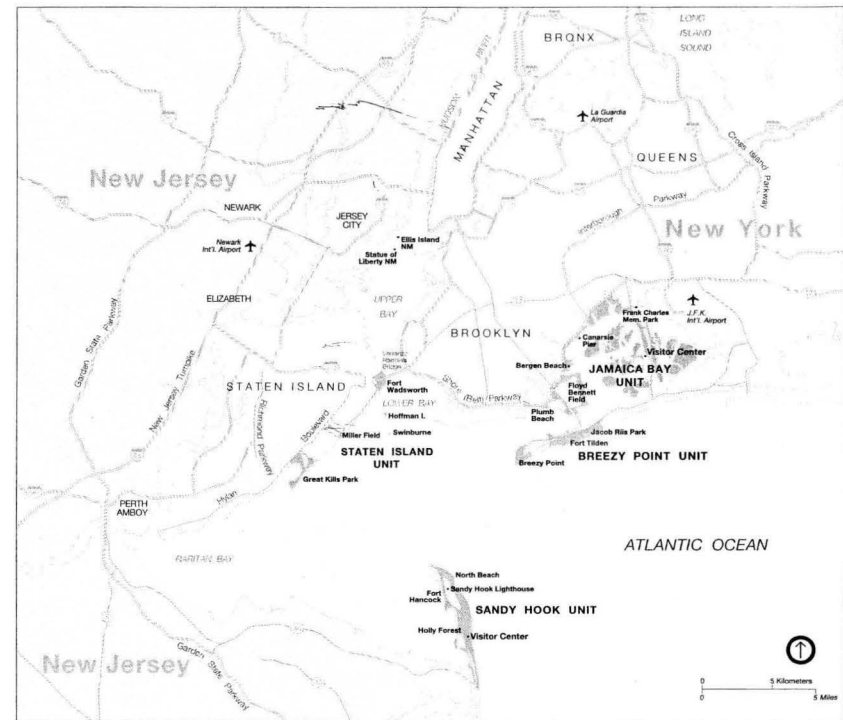 BRONX
LONG
ISLAND
SOUND
HUDSON
RIVER
MANHATTAN
La Guardia
Airport
QUEENS
Cross Island
Parkway
New Jersey
Interborough
Parkway
New York
NEWARK
JERSEY
CITY
Newark
Int'l. Airport
Ellis Island
NM
Statue of
Liberty NM
ELIZABETH
UPPER
BAY
Frank Charles
Mem. Park
J.F.K.
Int'l. Airport
Garden State Parkway
New Jersey Turnpike
BROOKLYN
Canarsie
Pier
Visitor Center
Bergen Beach
JAMAICA BAY
UNIT
STATEN ISLAND
Fort
Wadsworth
Shore
(Belt) Parkway
Floyd
Bennett
Field
LOWER BAY
Plumb
Beach
Hoffman I.
Richmond Parkway
Hylan
Boulevard
Miller Field
Swinburne
Jacob Riis Park
Fort Tilden
STATEN ISLAND
UNIT
Breezy Point
BREEZY POINT UNIT
Great Kills Park
PERTH
AMBOY
RARITAN BAY
ATLANTIC OCEAN
North Beach
Fort
Hancock
Sandy Hook Lighthouse
SANDY HOOK UNIT
Holly Forest
Visitor Center
New Jersey
Garden State
Parkway
0
5 Kilometers
0
5 Miles